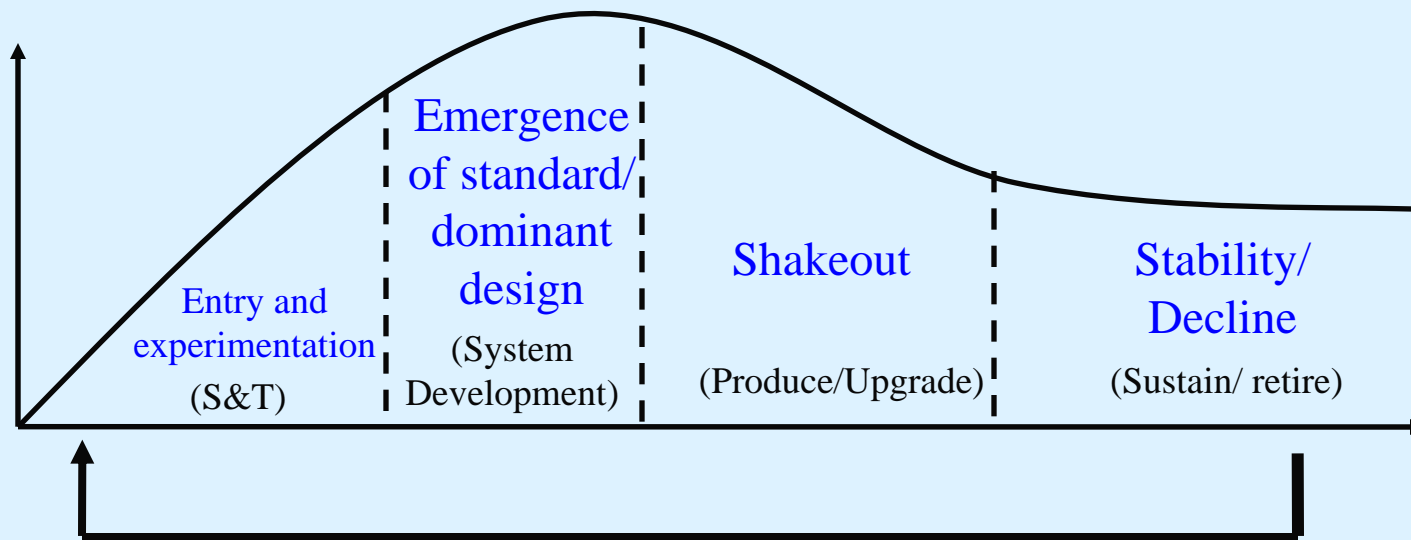 Entry and
experimentation
(S&T)
Emergence
of standard/
dominant
design
(System
Development)
Shakeout
(Produce/Upgrade)
Stability/
Decline
(Sustain/ retire)